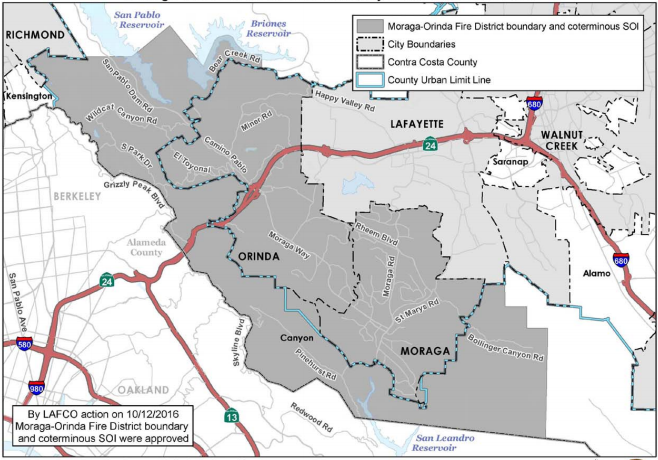 San Pablo
Reservoir
Briones
Reservoir
Moraga-Orinda Fire District boundary and coterminous SOI
City Boundaries
Contra Costa County
County Urban Limit Line
RICHMOND
Kensington
San Pablo Dam Rd
Bear Creek Rd
Wildcat
Canyon Rd
Happy Valley Rd
Miner Rd
LAFAYETTE
24
680
WALNUT
CREEK
Saranap
S Park Dr
El Toyonal
Camino Pablo
Grizzly Peak Blvd
BERKELEY
Alameda
County
ORINDA
Moraga Way
Rheem Blvd
Moraga Rd
680
Alamo
San Pablo Ave
24
St Marys Rd
Skyline Blvd
Canyon
MORAGA
Bollinger Canyon Rd
580
Pinehurst Rd
980
OAKLAND
13
Redwood Rd
San Leandro
Reservoir
By LAFCO action on 10/12/2016
Moraga-Orinda Fire District boundary
and coterminous SOI were approved